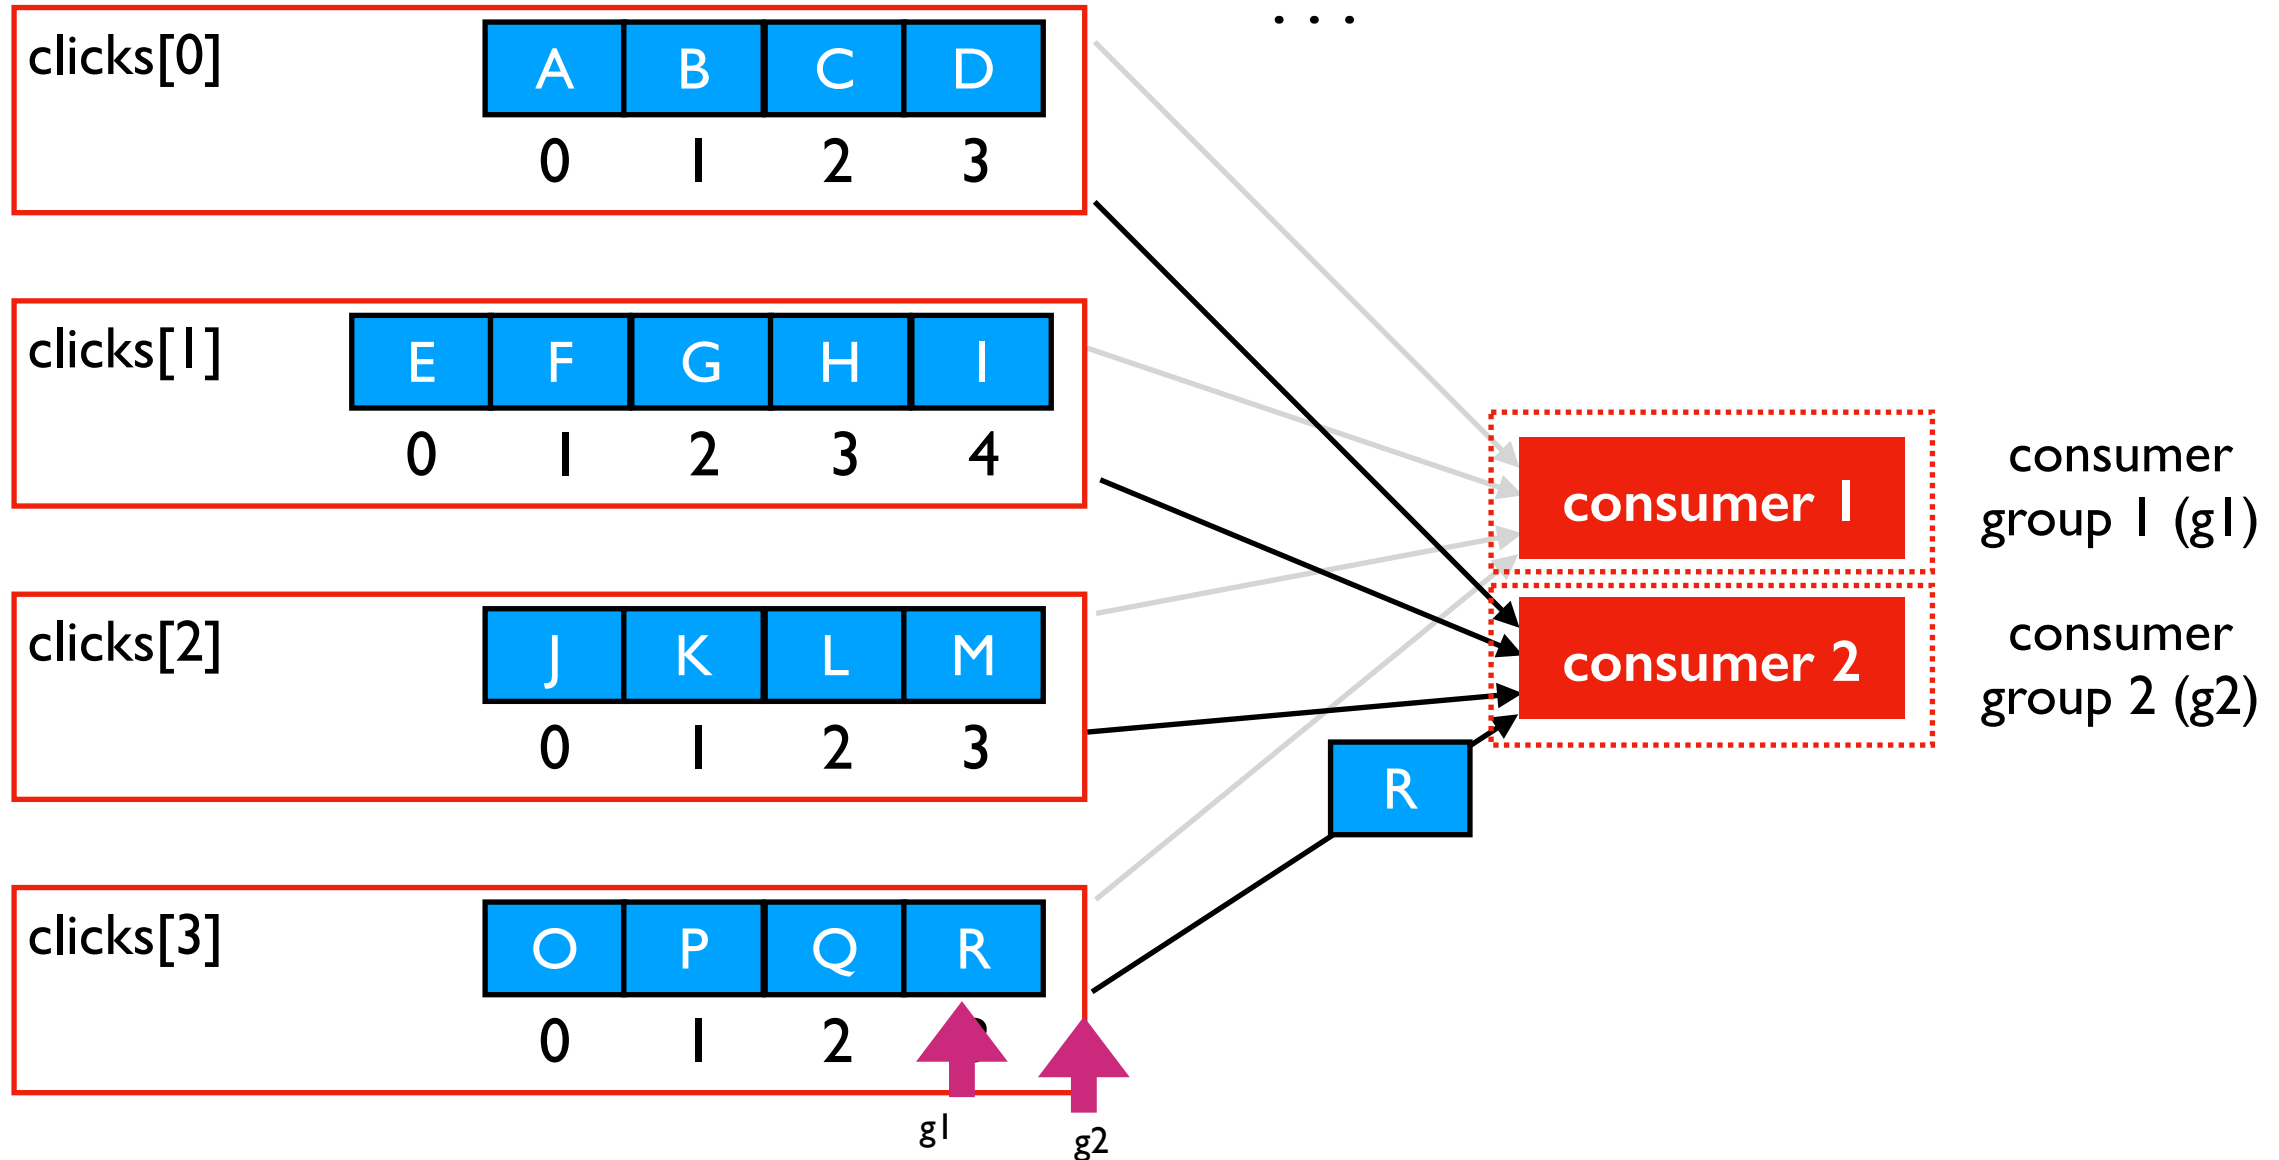 . . .
clicks[0]
A B C D
0 1 2 3
clicks[1]
E F G H I
0 1 2 3 4
consumer 1
consumer
group 1 (g1)
clicks[2]
J K L M
0 1 2 3
consumer 2
consumer
group 2 (g2)
R
clicks[3]
O P Q R
0 1 2
g1
g2